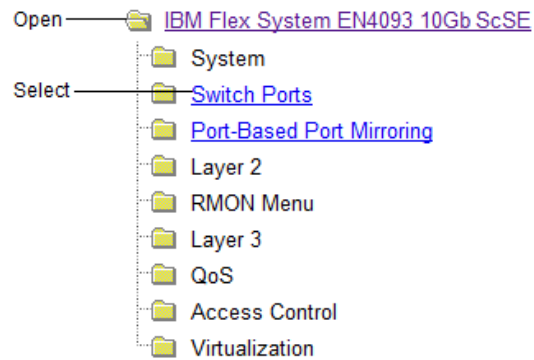 Open IBM Flex System EN4093 10Gb ScSE
System
Select Switch Ports
Port-Based Port Mirroring
Layer 2
RMON Menu
Layer 3
QoS
Access Control
Virtualization